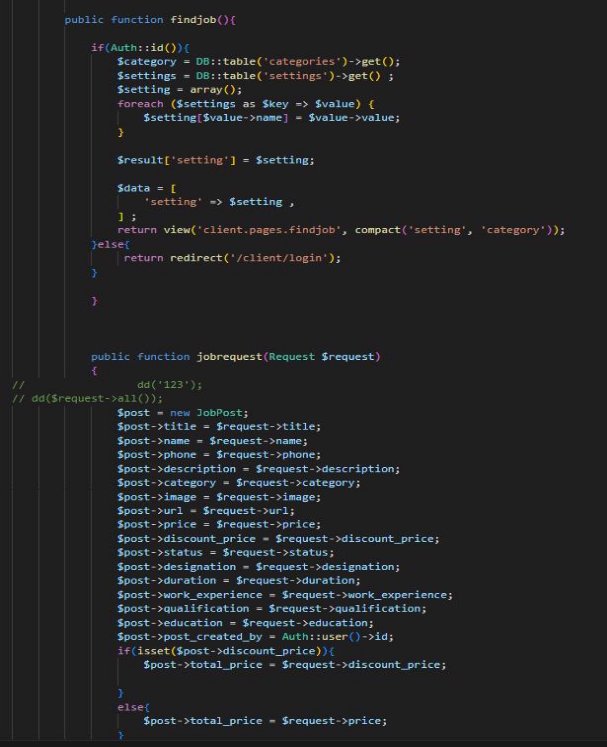 public function findjob(){
if(Auth::id()){
$category = DB::table('categories')->get();
$settings = DB::table('settings')->get() ;
$setting = array();
foreach ($settings as $key => $value) {
$setting[$value->name] = $value->value;
}
$result['setting'] = $setting;
$data = [
'setting' => $setting ,
] ;
return view('client.pages.findjob', compact('setting', 'category'));
}else{
return redirect('/client/login');
}
}
public function jobrequest(Request $request)
{
// dd('123');
// dd($request->all());
$post = new JobPost;
$post->title = $request->title;
$post->name = $request->name;
$post->phone = $request->phone;
$post->description = $request->description;
$post->category = $request->category;
$post->image = $request->image;
$post->url = $request->url;
$post->price = $request->price;
$post->discount_price = $request->discount_price;
$post->status = $request->status;
$post->designation = $request->designation;
$post->duration = $request->duration;
$post->work_experience = $request->work_experience;
$post->qualification = $request->qualification;
$post->education = $request->education;
$post->post_created_by = Auth::user()->id;
if(isset($post->discount_price)){
$post->total_price = $request->discount_price;
}
else{
$post->total_price = $request->price;
}